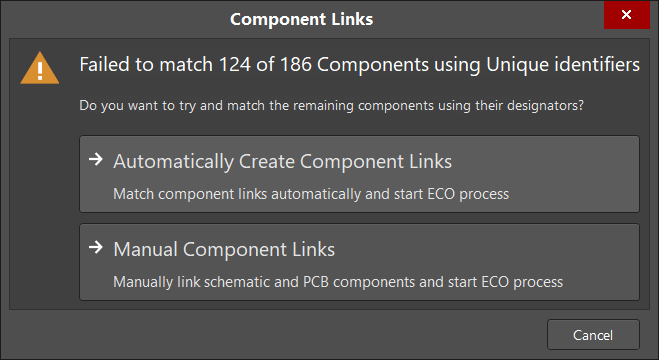 Component Links
Failed to match 124 of 186 Components using Unique identifiers
Do you want to try and match the remaining components using their designators?
Automatically Create Component Links
Match component links automatically and start ECO process
Manual Component Links
Manually link schematic and PCB components and start ECO process
Cancel